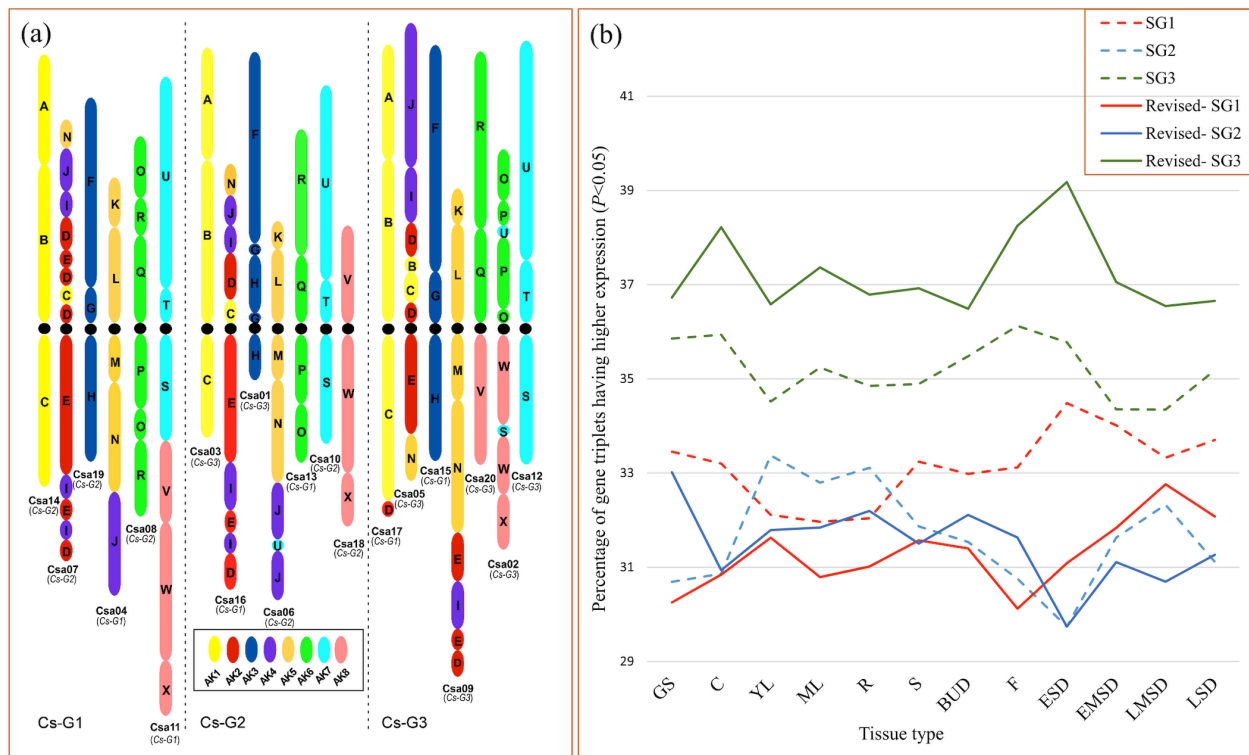 (a)
A
B
C
Csa14
(Cs-G2)
N
J
I
D
E
D
C
D
E
I
E
I
D
Csa07
(Cs-G2)
F
G
H
Csa19
(Cs-G2)
K
L
M
N
J
Csa04
(Cs-G1)
O
R
Q
P
O
R
Csa08
(Cs-G2)
U
T
S
V
W
X
Csa11
(Cs-G1)
Cs-G1
A
B
C
Csa03
(Cs-G3)
N
J
I
D
C
E
I
E
I
D
Csa16
(Cs-G1)
F
G
H
G
H
Csa01
(Cs-G3)
K
L
M
N
J
U
J
Csa06
(Cs-G2)
R
Q
P
O
Csa13
(Cs-G1)
U
T
S
Csa10
(Cs-G2)
V
W
X
Csa18
(Cs-G2)
AK1
AK2
AK3
AK4
AK5
AK6
AK7
AK8
Cs-G2
A
B
C
D
Csa17
(Cs-G1)
J
I
D
B
C
D
E
N
Csa05
(Cs-G3)
F
G
H
Csa15
(Cs-G1)
K
L
M
N
E
I
E
D
Csa09
(Cs-G3)
R
Q
V
Csa20
(Cs-G3)
O
P
U
P
O
W
S
W
X
Csa02
(Cs-G3)
U
T
S
Csa12
(Cs-G3)
Cs-G3
(b)
SG1
SG2
SG3
Revised- SG1
Revised- SG2
Revised- SG3
Percentage of gene triplets having higher expression (P<0.05)
41
39
37
35
33
31
29
GS
C
YL
ML
R
S
BUD
F
ESD
EMSD
LMSD
LSD
Tissue type